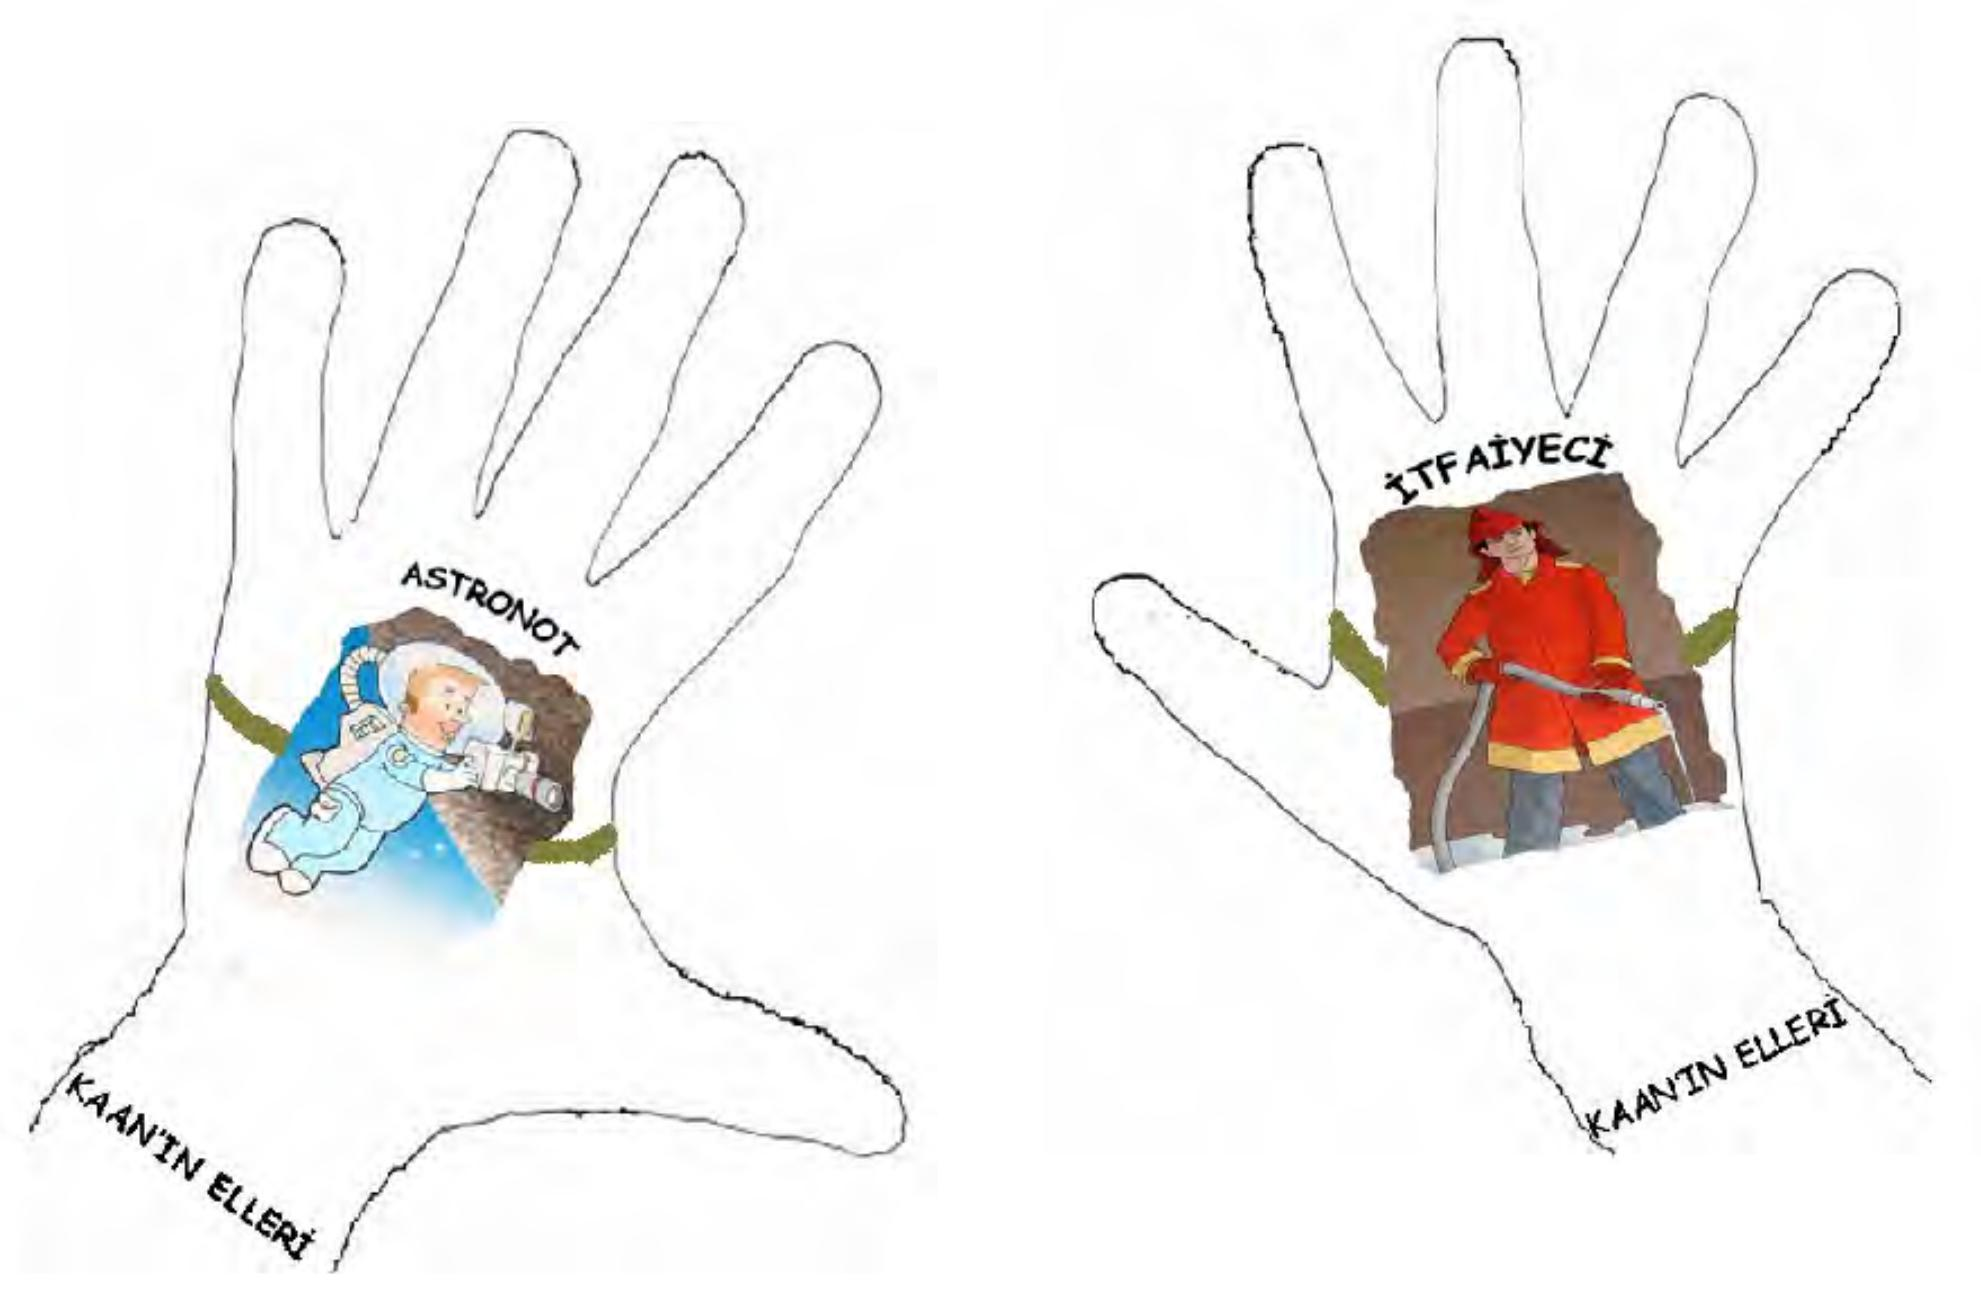 ASTRONOT
KAAN'IN ELLERİ
İTFAİYECİ
KAAN'IN ELLERİ